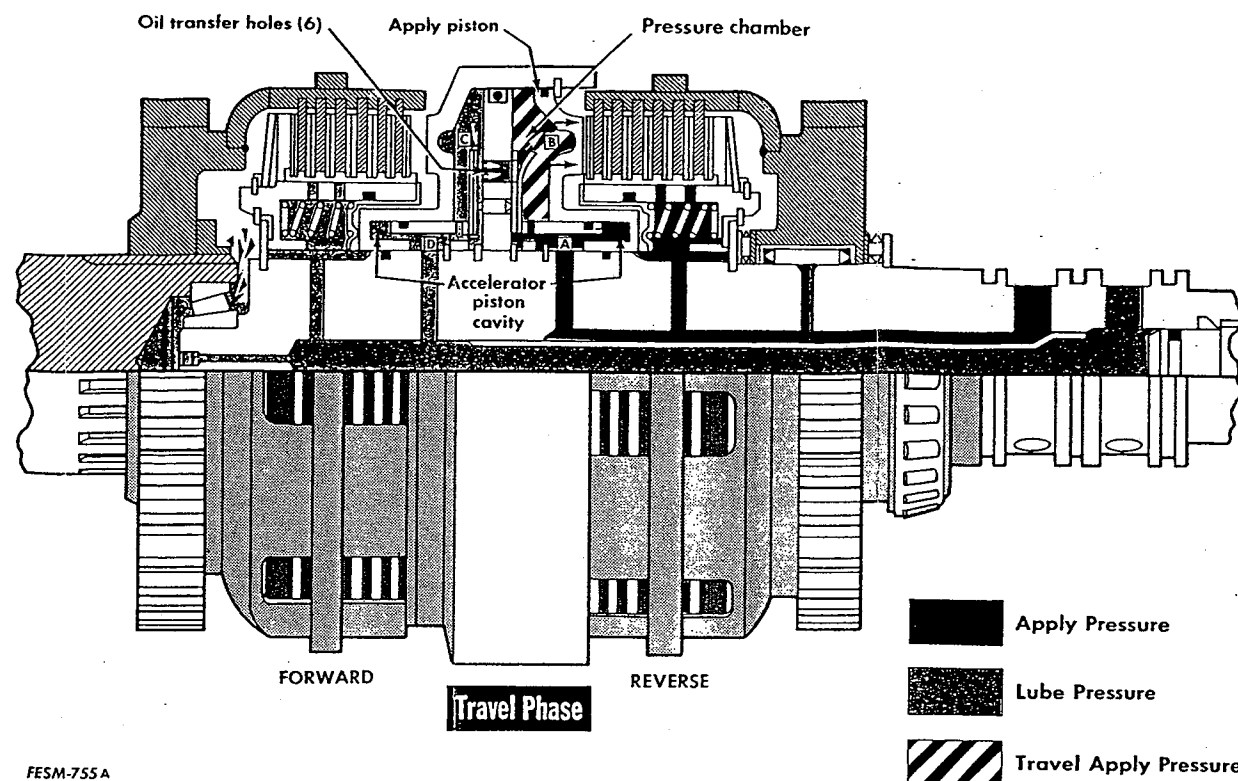 Oil transfer holes (6)
Apply piston
Pressure chamber
C
B
D
A
Accelerator
piston
cavity
FORWARD
REVERSE
Travel Phase
Apply Pressure
Lube Pressure
Travel Apply Pressure
FESM-755 A